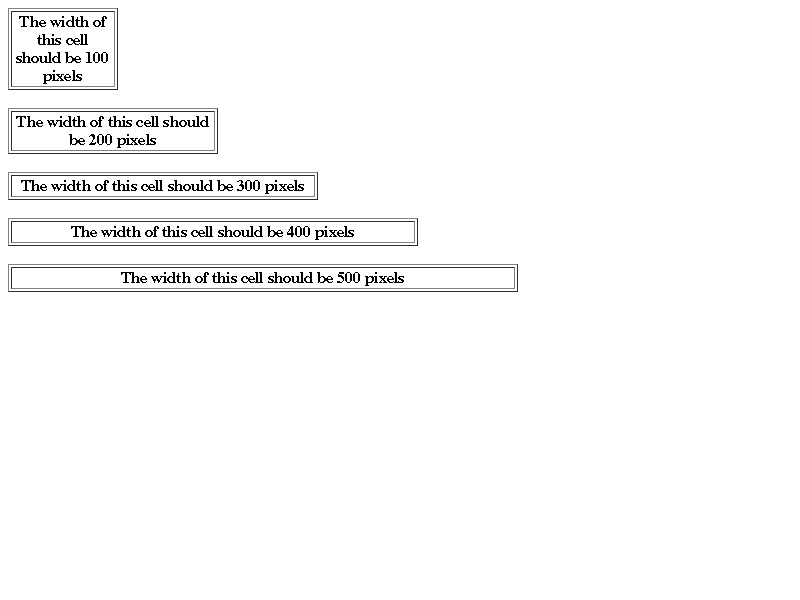 The width of
this cell
should be 100
pixels
The width of this cell should
be 200 pixels
The width of this cell should be 300 pixels
The width of this cell should be 400 pixels
The width of this cell should be 500 pixels